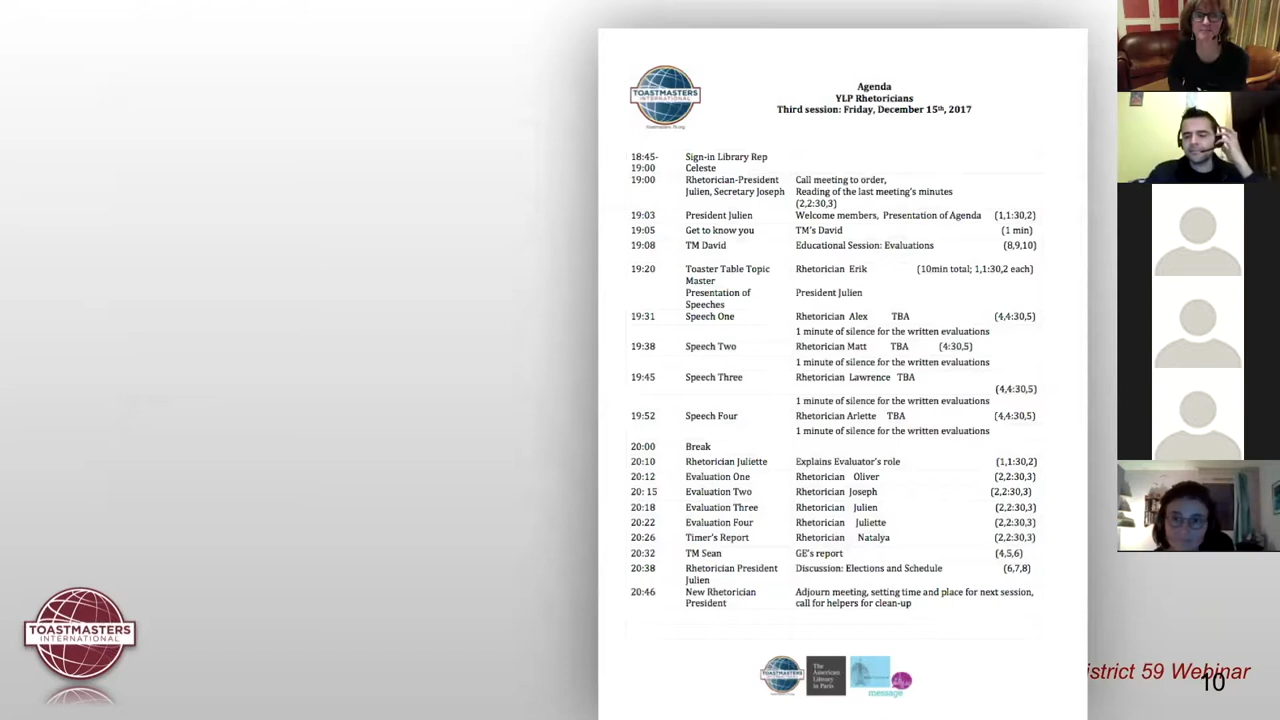 TOASTMASTERS
INTERNATIONAL
Agenda
YLP Rhetoricians
Third session: Friday, December 15th, 2017
18:45- Sign-in Library Rep
19:00 Celeste
19:00 Rhetorician-President Call meeting to order,
Julien, Secretary Joseph Reading of the last meeting's minutes
(2,2:30,3)
19:03 President Julien Welcome members, Presentation of Agenda (1,1:30,2)
19:05 Get to know you TM's David (1 min)
19:08 TM David Educational Session: Evaluations (8,9,10)
19:20 Toaster Table Topic Rhetorician Erik (10min total; 1,1:30,2 each)
Master
Presentation of President Julien
Speeches
19:31 Speech One Rhetorician Alex TBA (4,4:30,5)
1 minute of silence for the written evaluations
19:38 Speech Two Rhetorician Matt TBA (4:30,5)
1 minute of silence for the written evaluations
19:45 Speech Three Rhetorician Lawrence TBA
(4,4:30,5)
1 minute of silence for the written evaluations
19:52 Speech Four Rhetorician Arlette TBA (4,4:30,5)
1 minute of silence for the written evaluations
20:00 Break
20:10 Rhetorician Juliette Explains Evaluator's role (1,1:30,2)
20:12 Evaluation One Rhetorician Oliver (2,2:30,3)
20: 15 Evaluation Two Rhetorician Joseph (2,2:30,3)
20:18 Evaluation Three Rhetorician Julien (2,2:30,3)
20:22 Evaluation Four Rhetorician Juliette (2,2:30,3)
20:26 Timer's Report Rhetorician Natalya (2,2:30,3)
20:32 TM Sean GE's report (4,5,6)
20:38 Rhetorician President Discussion: Elections and Schedule (6,7,8)
Julien
20:46 New Rhetorician Adjourn meeting, setting time and place for next session,
President call for helpers for clean-up
TOASTMASTERS
INTERNATIONAL
The
American
Library
in Paris
message
istrict 59 Webinar
10
TOASTMASTERS
INTERNATIONAL